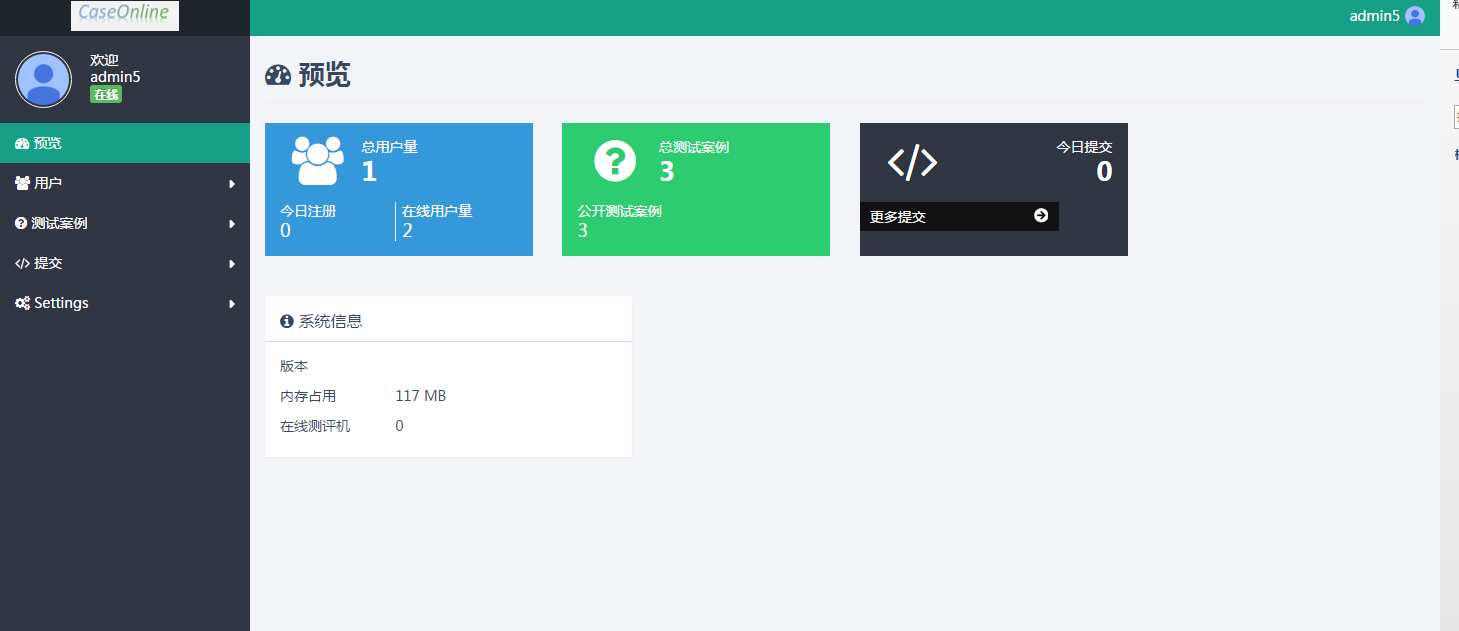 CaseOnline
admin5
欢迎
admin5
在线
预览
用户
测试案例
提交
Settings
预览
总用户量
1
今日注册
0
在线用户量
2
总测试案例
3
公开测试案例
3
今日提交
0
更多提交
系统信息
版本
内存占用 117 MB
在线测评机 0